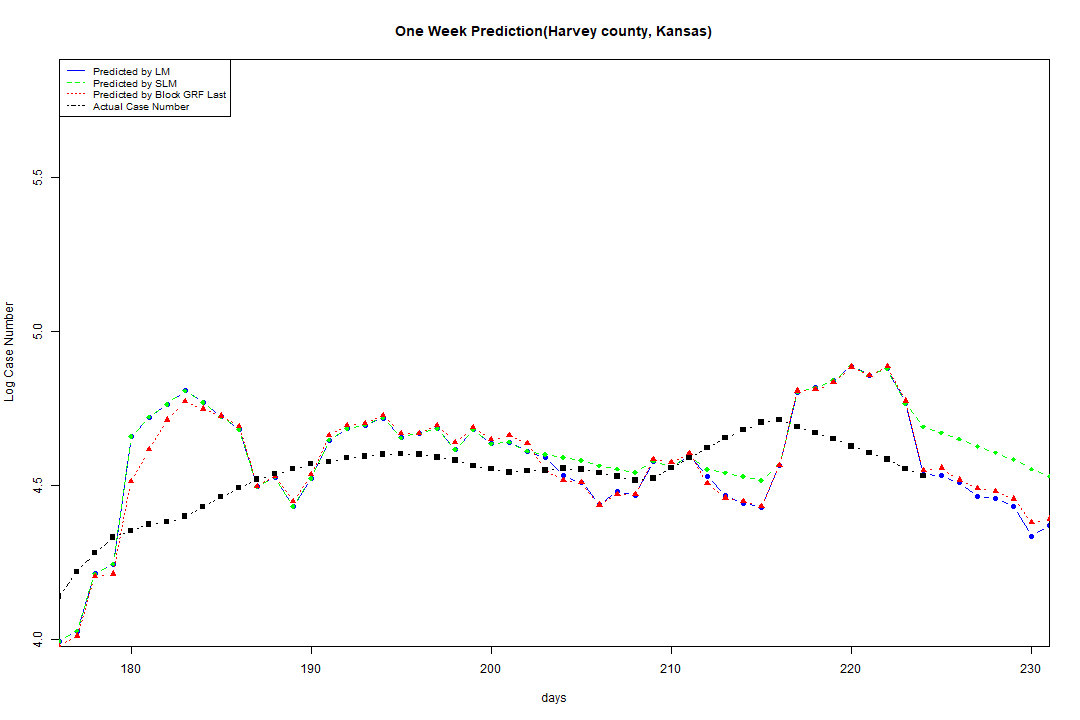 One Week Prediction(Harvey county, Kansas)
Predicted by LM
Predicted by SLM
Predicted by Block GRF Last
Actual Case Number
5.5
5.0
4.5
4.0
Log Case Number
180 190 200 210 220 230
days